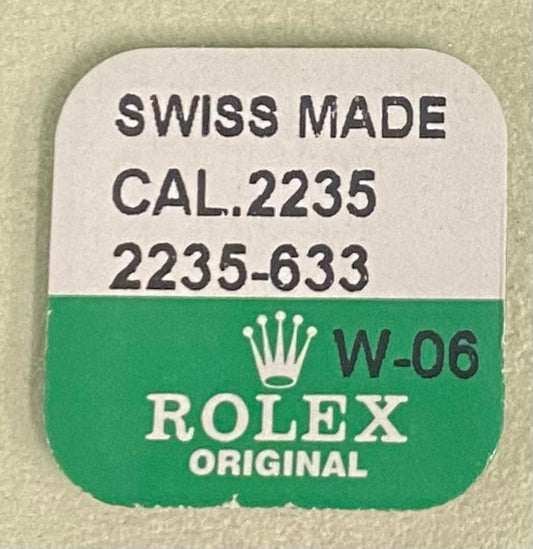 SWISS MADE
CAL.2235
2235-633
W-06
ROLEX
ORIGINAL